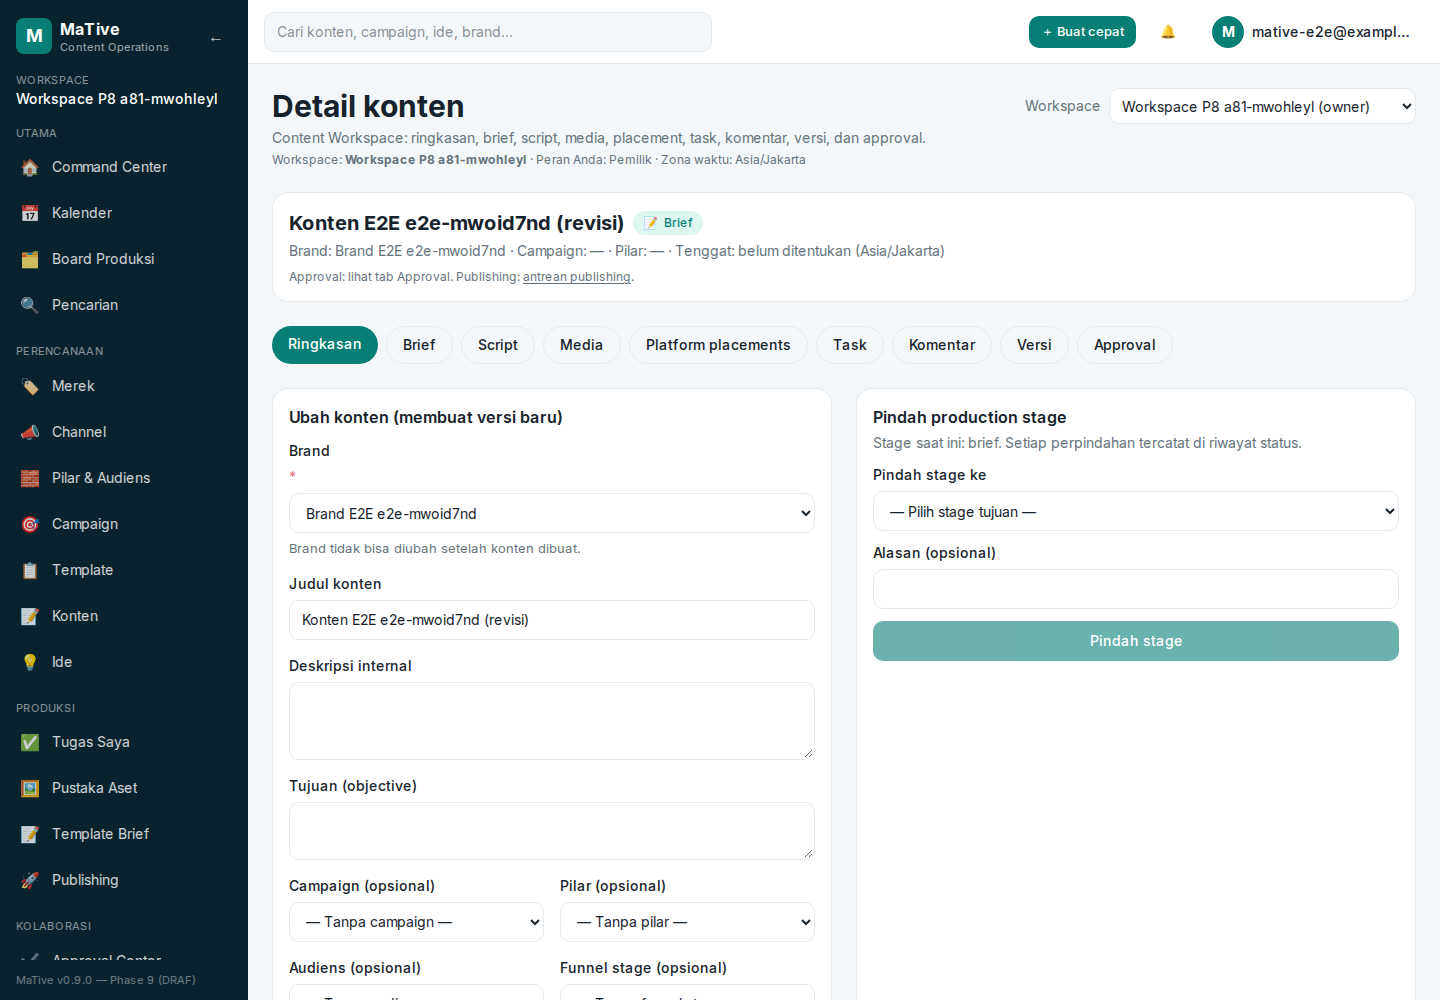 M
MaTive
Content Operations
←
WORKSPACE
Workspace P8 a81-mwohleyl
UTAMA
Command Center
Kalender
Board Produksi
Pencarian
PERENCANAAN
Merek
Channel
Pilar & Audiens
Campaign
Template
Konten
Ide
PRODUKSI
Tugas Saya
Pustaka Aset
Template Brief
Publishing
KOLABORASI
Approval Center
MaTive v0.9.0 — Phase 9 (DRAF)
Cari konten, campaign, ide, brand...
+ Buat cepat
M
mative-e2e@exampl...
Detail konten
Content Workspace: ringkasan, brief, script, media, placement, task, komentar, versi, dan approval.
Workspace: Workspace P8 a81-mwohleyl · Peran Anda: Pemilik · Zona waktu: Asia/Jakarta
Workspace
Workspace P8 a81-mwohleyl (owner)
Konten E2E e2e-mwoid7nd (revisi)
Brief
Brand: Brand E2E e2e-mwoid7nd · Campaign: — · Pilar: — · Tenggat: belum ditentukan (Asia/Jakarta)
Approval: lihat tab Approval. Publishing: antrean publishing.
Ringkasan
Brief
Script
Media
Platform placements
Task
Komentar
Versi
Approval
Ubah konten (membuat versi baru)
Brand
*
Brand E2E e2e-mwoid7nd
Brand tidak bisa diubah setelah konten dibuat.
Judul konten
Konten E2E e2e-mwoid7nd (revisi)
Deskripsi internal
Tujuan (objective)
Campaign (opsional)
Pilar (opsional)
— Tanpa campaign —
— Tanpa pilar —
Audiens (opsional)
Funnel stage (opsional)
Pindah production stage
Stage saat ini: brief. Setiap perpindahan tercatat di riwayat status.
Pindah stage ke
— Pilih stage tujuan —
Alasan (opsional)
Pindah stage